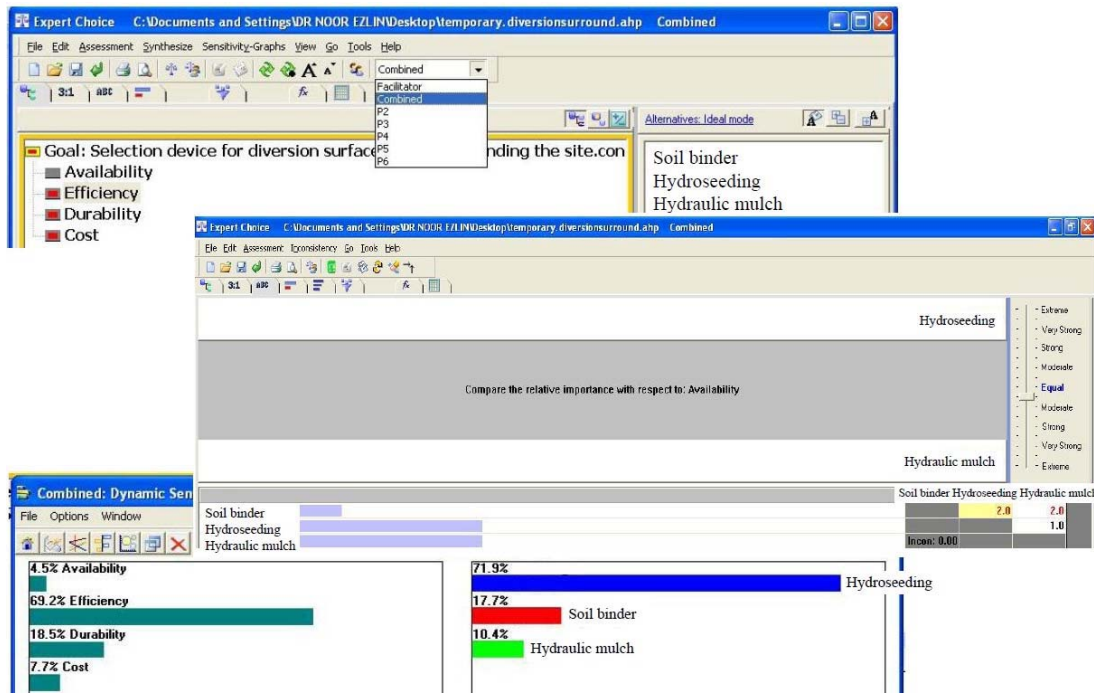 Expert Choice C:\Documents and Settings\DR NOOR EZLIN\Desktop\temporary.diversionsurround.ahp Combined
File Edit Assessment Synthesize Sensitivity-Graphs View Go Tools Help
Combined
3:1 ABC fx
Facilitator
Combined
P2
P3
P4
P5
P6
Alternatives: Ideal mode
Goal: Selection device for diversion surfac nding the site.con
Availability
Efficiency
Durability
Cost
Soil binder
Hydroseeding
Hydraulic mulch
Expert Choice C:\Documents and Settings\DR NOOR EZLIN\Desktop\temporary.diversionsurround.ahp Combined
File Edit Assessment Inconsistency Go Tools Help
3:1 ABC fx
Hydroseeding
Compare the relative importance with respect to: Availability
Hydraulic mulch
Extreme
Very Strong
Strong
Moderate
Equal
Moderate
Strong
Very Strong
Extreme
Soil binder Hydroseeding Hydraulic mulch
Soil binder 2.0 2.0
Hydroseeding 1.0
Hydraulic mulch Incon: 0.00
Combined: Dynamic Sen
File Options Window
4.5% Availability
69.2% Efficiency
18.5% Durability
7.7% Cost
71.9%
Hydroseeding
17.7%
Soil binder
10.4%
Hydraulic mulch